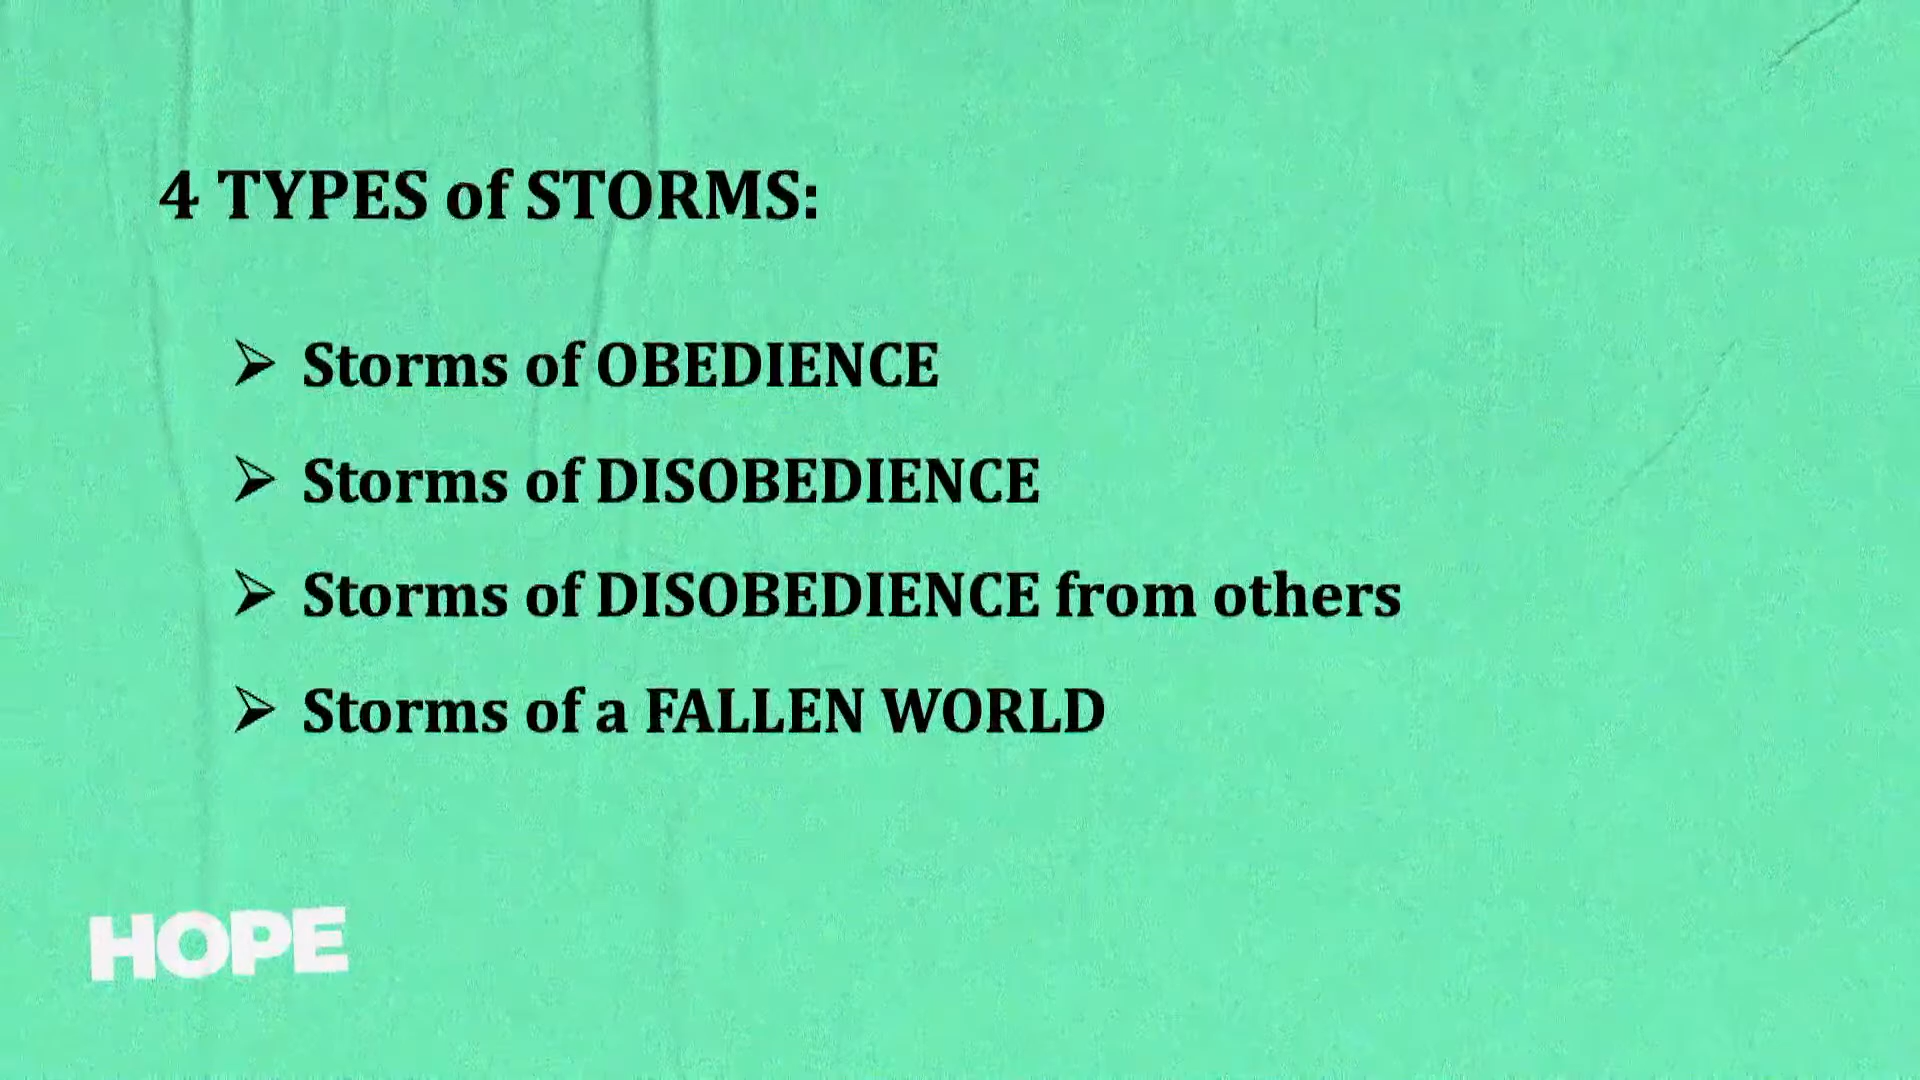 4 TYPES of STORMS:
➢ Storms of OBEDIENCE
➢ Storms of DISOBEDIENCE
➢ Storms of DISOBEDIENCE from others
➢ Storms of a FALLEN WORLD
HOPE